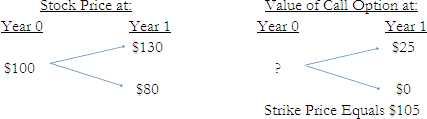 Stock Price at: Value of Call Option at:
Year 0 Year 1 Year 0 Year 1
$130 $25
$100 ?
$80 $0
Strike Price Equals $105